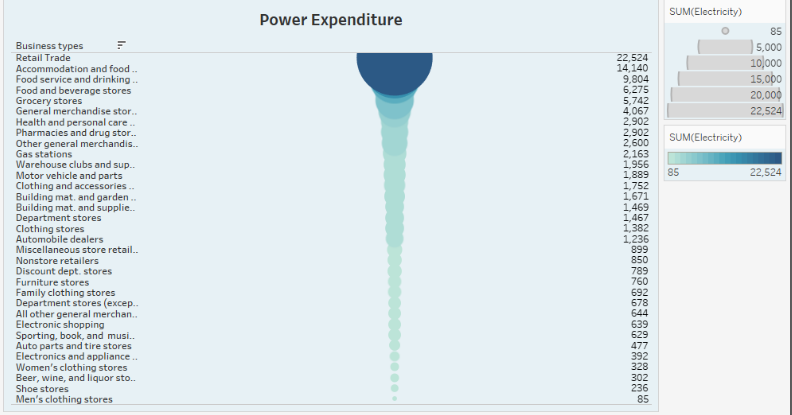 Power Expenditure
Business types
Retail Trade 22,524
Accommodation and food .. 14,140
Food service and drinking .. 9,804
Food and beverage stores 6,275
Grocery stores 5,742
General merchandise stor.. 4,067
Health and personal care .. 2,902
Pharmacies and drug stor.. 2,902
Other general merchandis.. 2,600
Gas stations 2,163
Warehouse clubs and sup.. 1,956
Motor vehicle and parts 1,889
Clothing and accessories .. 1,752
Building mat. and garden .. 1,671
Building mat. and supplie.. 1,469
Department stores 1,467
Clothing stores 1,382
Automobile dealers 1,236
Miscellaneous store retail.. 899
Nonstore retailers 850
Discount dept. stores 789
Furniture stores 760
Family clothing stores 692
Department stores (excep.. 678
All other general merchan.. 644
Electronic shopping 639
Sporting, book, and musi.. 629
Auto parts and tire stores 477
Electronics and appliance .. 392
Women's clothing stores 328
Beer, wine, and liquor sto.. 302
Shoe stores 236
Men's clothing stores 85
SUM(Electricity)
85
5,000
10,000
15,000
20,000
22,524
SUM(Electricity)
85 22,524